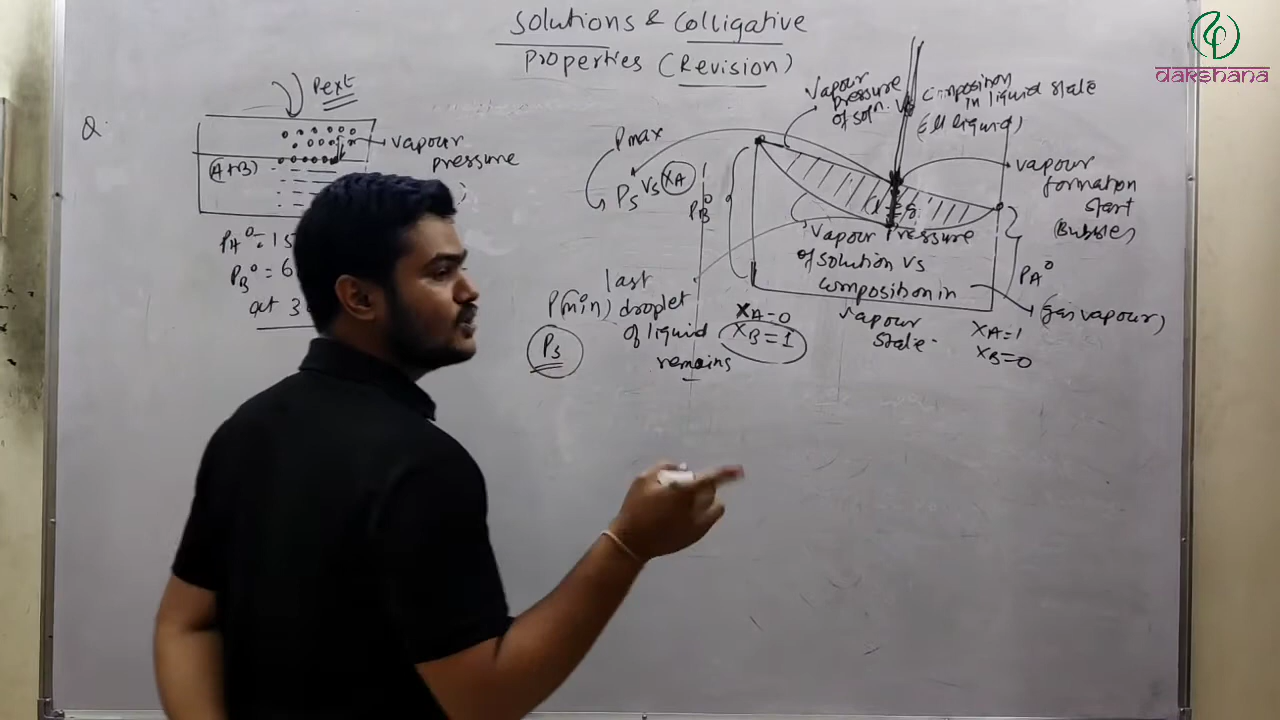 Solutions & Colligative
Properties (Revision)
dakshana
Q.
Pext
vapour
pressure
(A+B)
PA° = 15
PB° = 6
at 3
Pmax
Ps vs XA
PB°
Vapour
pressure
of soln.
Composition
in liquid state
(all liquid)
vapour
formation
start
(Bubbles)
Vapour Pressure
of solution vs
composition in
vapour
state.
PA°
(gas vapour)
last
P(min) droplet
of liquid
remains
Ps
XA=0
XB=1
XA=1
XB=0